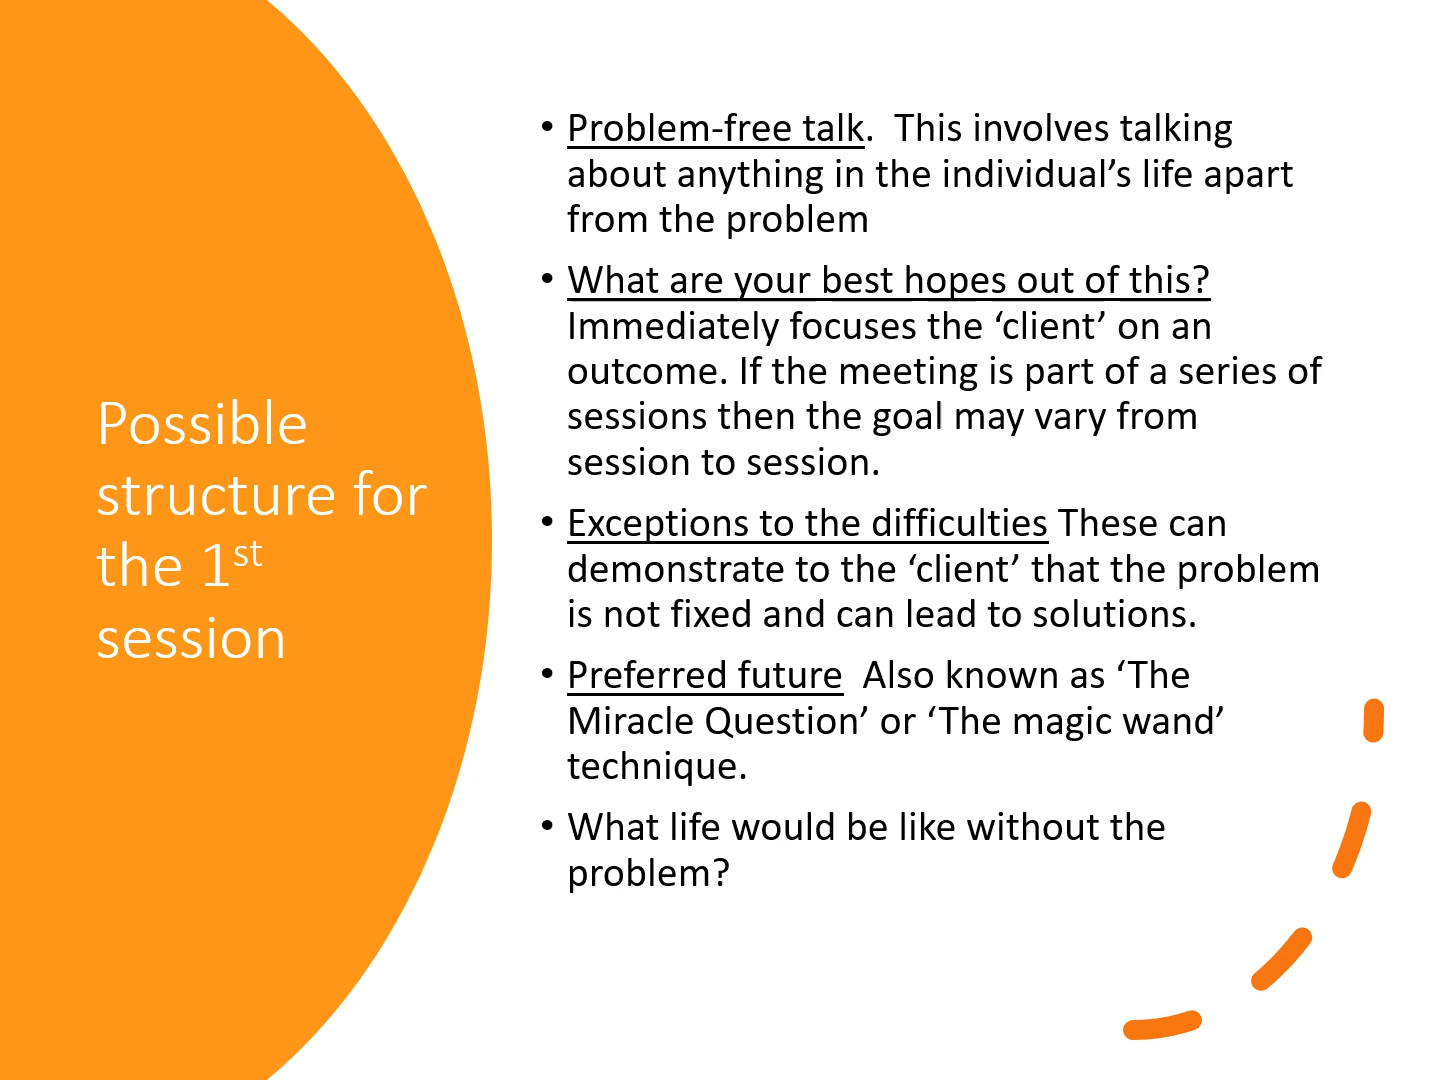 Possible
structure for
the 1st
session
• Problem-free talk.  This involves talking
about anything in the individual’s life apart
from the problem
• What are your best hopes out of this?
Immediately focuses the ‘client’ on an
outcome. If the meeting is part of a series of
sessions then the goal may vary from
session to session.
• Exceptions to the difficulties These can
demonstrate to the ‘client’ that the problem
is not fixed and can lead to solutions.
• Preferred future  Also known as ‘The
Miracle Question’ or ‘The magic wand’
technique.
• What life would be like without the
problem?